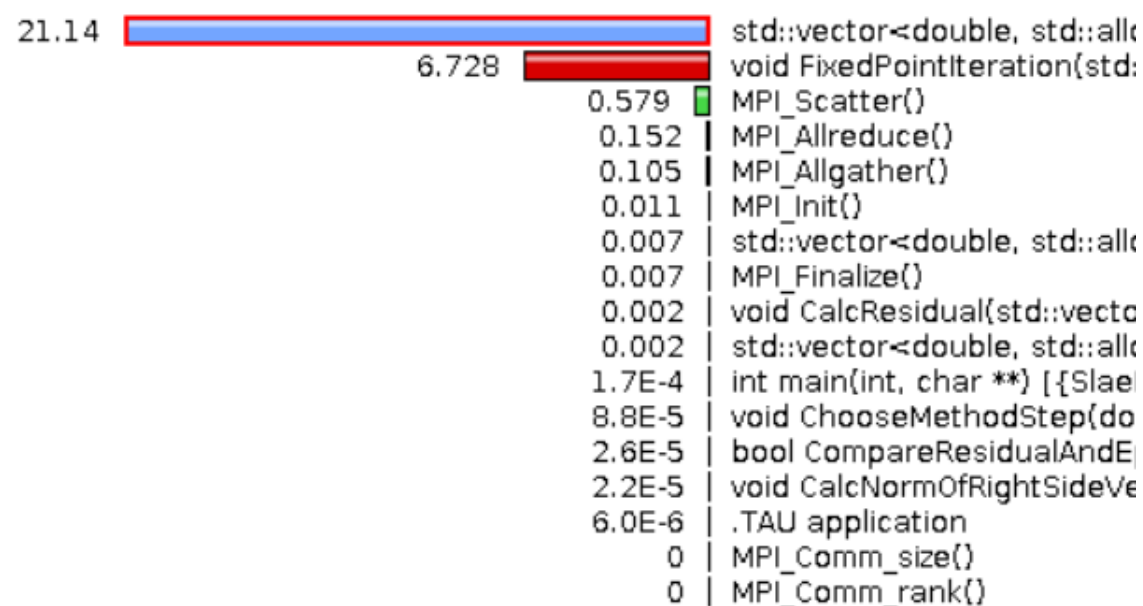 21.14 std::vector<double, std::allo
6.728 void FixedPointIteration(std:
0.579 MPI_Scatter()
0.152 MPI_Allreduce()
0.105 MPI_Allgather()
0.011 MPI_Init()
0.007 std::vector<double, std::allo
0.007 MPI_Finalize()
0.002 void CalcResidual(std::vecto
0.002 std::vector<double, std::allo
1.7E-4 int main(int, char **) [{Slae
8.8E-5 void ChooseMethodStep(do
2.6E-5 bool CompareResidualAndE
2.2E-5 void CalcNormOfRightSideVe
6.0E-6 .TAU application
0 MPI_Comm_size()
0 MPI_Comm_rank()